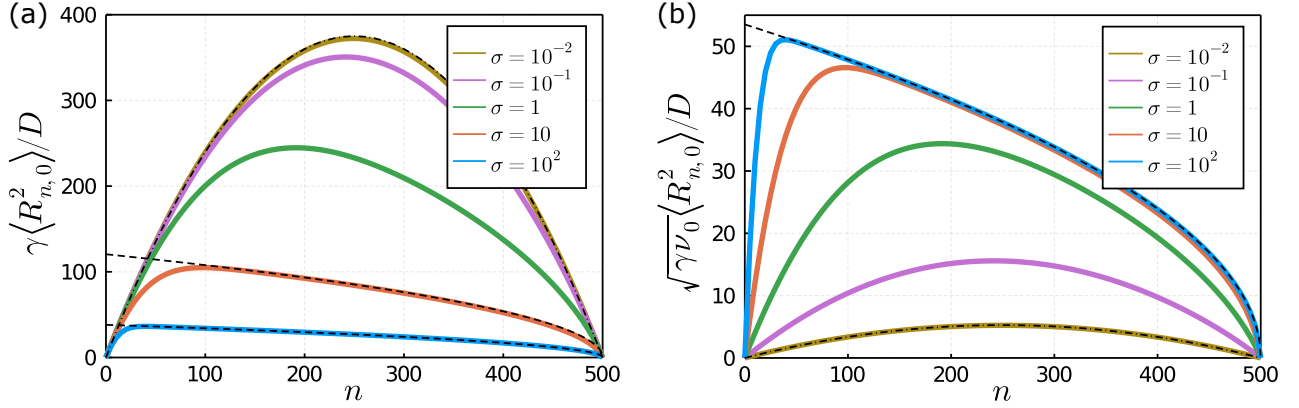 (a)
γ⟨R²ₙ,₀⟩/D
400
300
200
100
0
σ = 10⁻²
σ = 10⁻¹
σ = 1
σ = 10
σ = 10²
0 100 200 300 400 500
n
(b)
√γν₀⟨R²ₙ,₀⟩/D
50
40
30
20
10
0
σ = 10⁻²
σ = 10⁻¹
σ = 1
σ = 10
σ = 10²
0 100 200 300 400 500
n